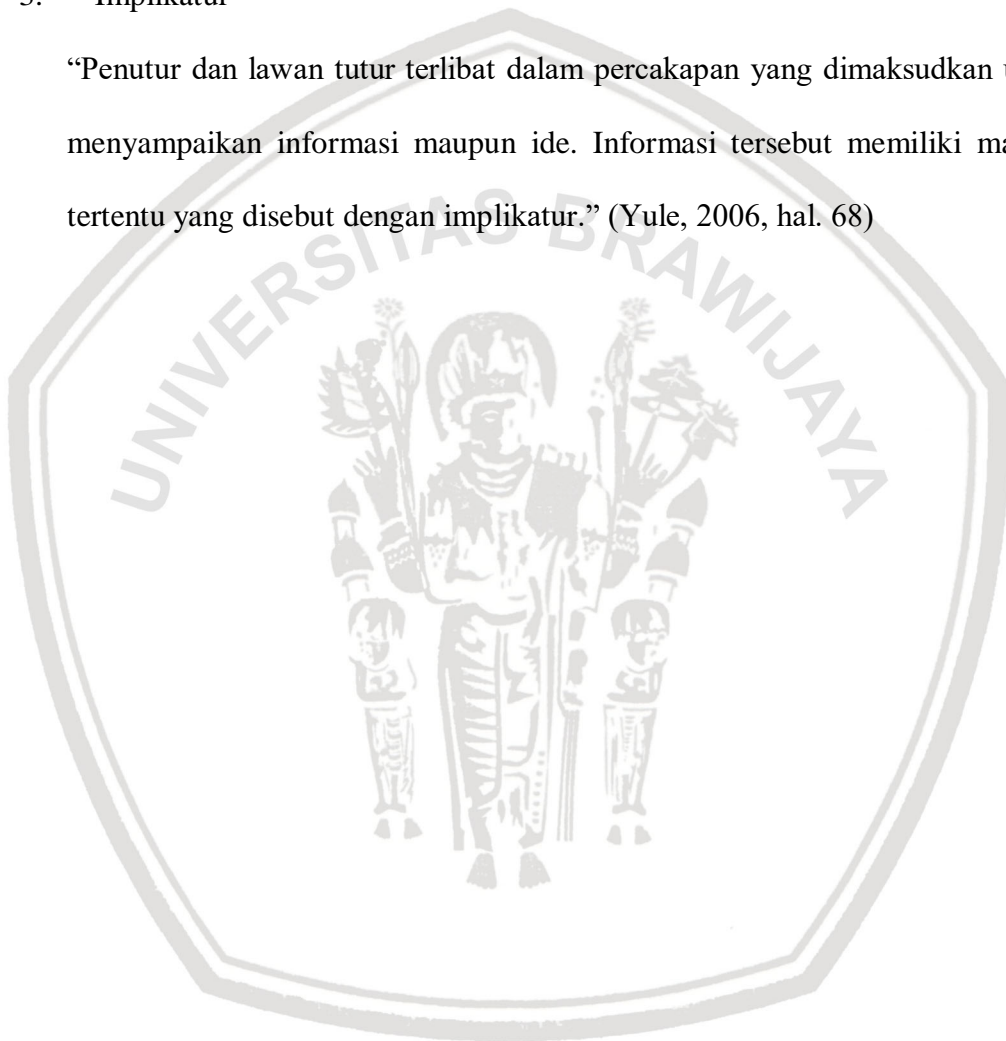 Implikatur
“Penutur dan lawan tutur terlibat dalam percakapan yang dimaksudkan
menyampaikan informasi maupun ide. Informasi tersebut memiliki
tertentu yang disebut dengan implikatur.” (Yule, 2006, hal. 68)
UNIVERSITAS BRAWIJAYA